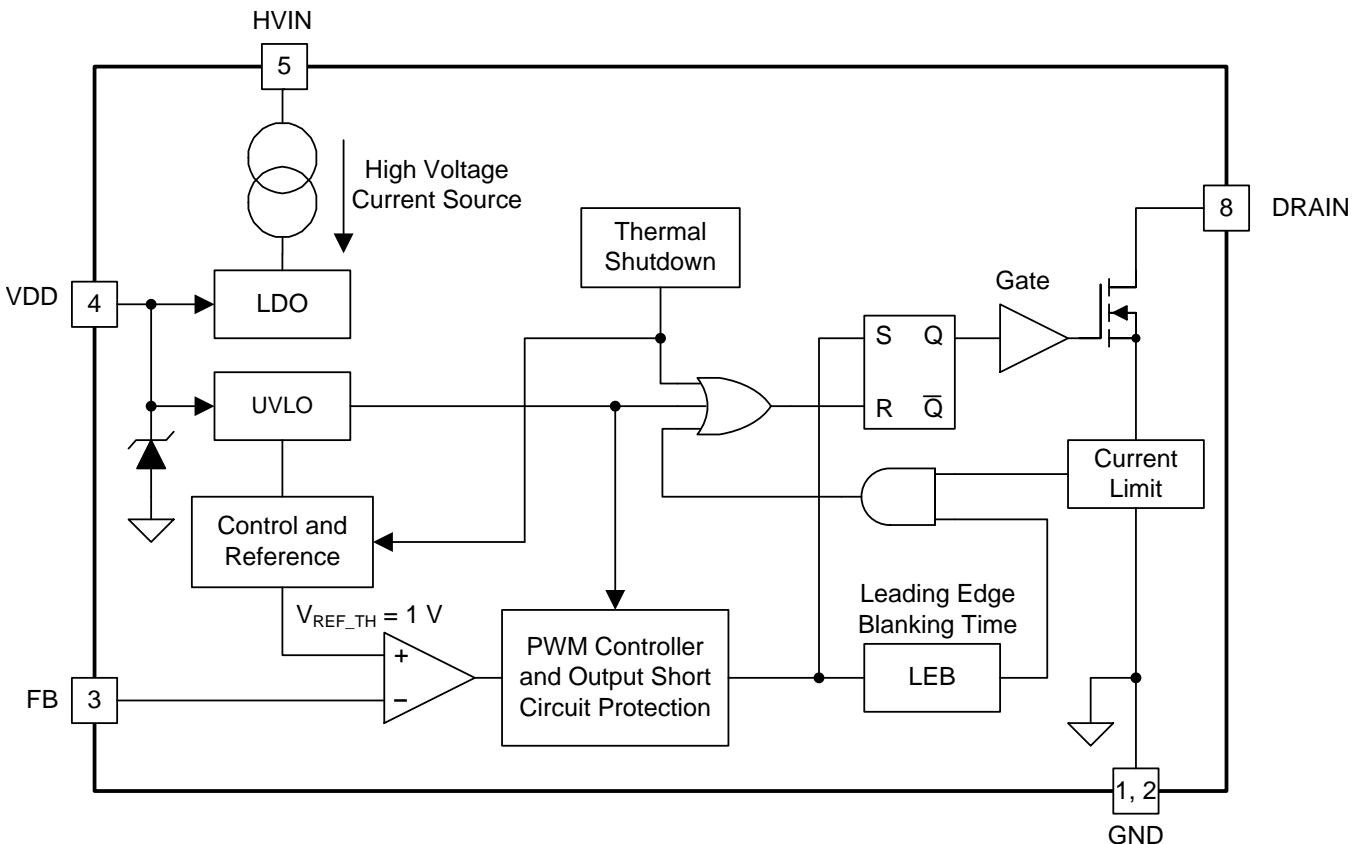 HVIN
5
High Voltage
Current Source
Thermal
Shutdown
8
DRAIN
VDD
4
LDO
Gate
S Q
UVLO
R Q̅
Current
Limit
Control and
Reference
Leading Edge
Blanking Time
V_REF_TH = 1 V
PWM Controller
and Output Short
Circuit Protection
LEB
+
−
FB
3
1, 2
GND